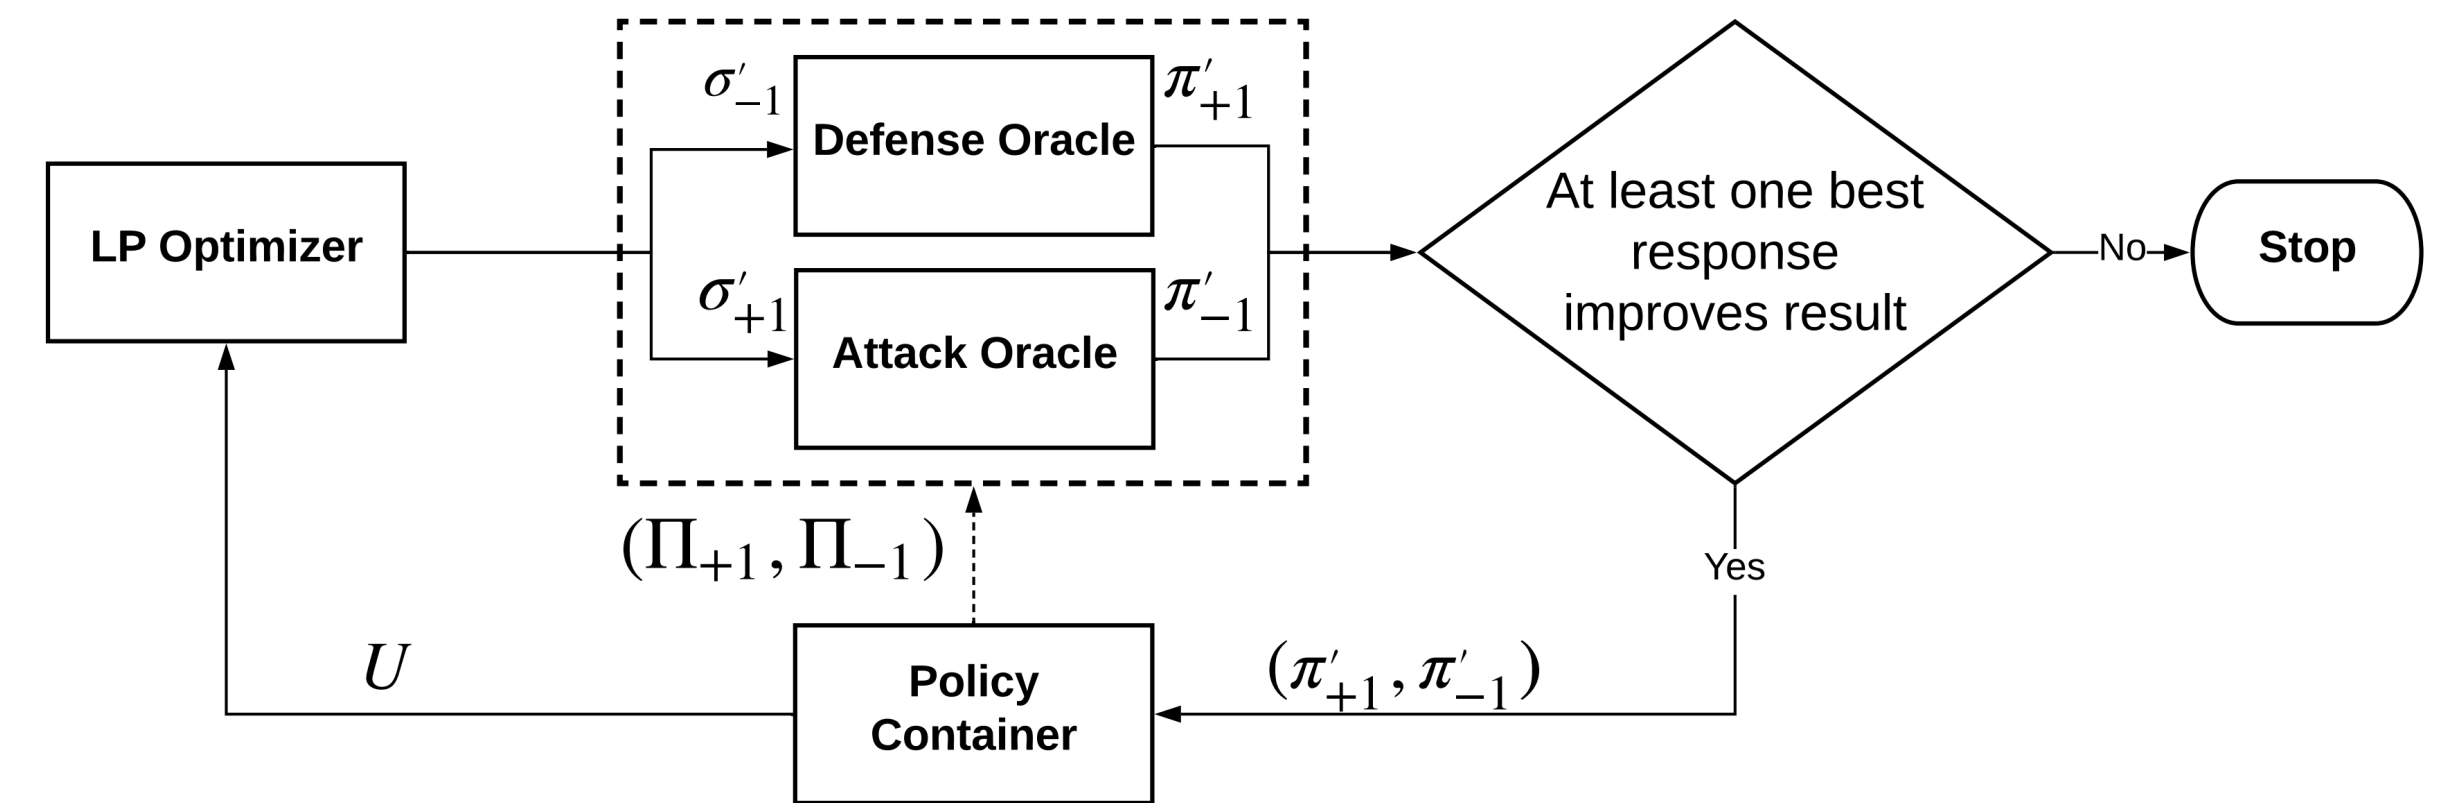 σ′₋₁
π′₊₁
Defense Oracle
LP Optimizer
σ′₊₁
π′₋₁
Attack Oracle
At least one best
response
improves result
No
Stop
(Π₊₁, Π₋₁)
Yes
U
Policy
Container
(π′₊₁, π′₋₁)